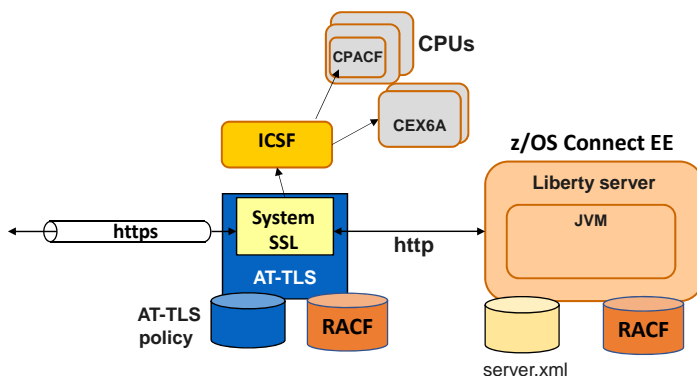 CPUs
CPACF
CEX6A
ICSF
z/OS Connect EE
Liberty server
JVM
System
SSL
https
http
AT-TLS
AT-TLS
policy
RACF
RACF
server.xml